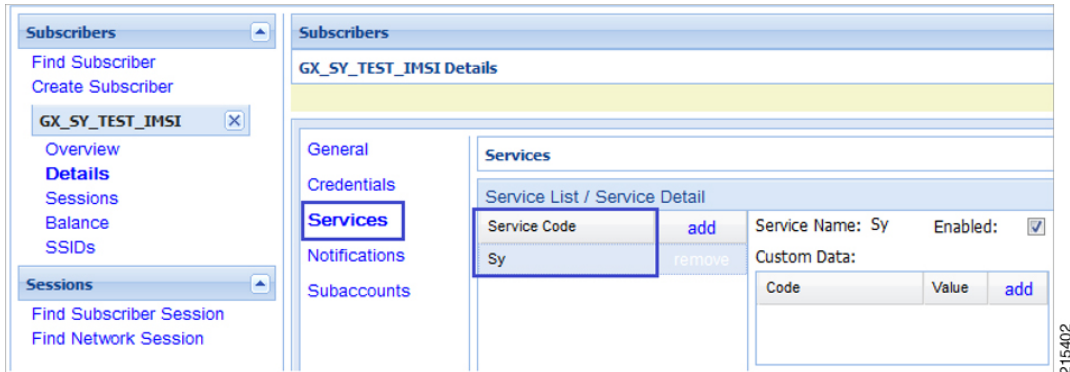 Subscribers
Find Subscriber
Create Subscriber
GX_SY_TEST_IMSI
Overview
Details
Sessions
Balance
SSIDs
Sessions
Find Subscriber Session
Find Network Session
Subscribers
GX_SY_TEST_IMSI Details
General
Credentials
Services
Notifications
Subaccounts
Services
Service List / Service Detail
Service Code add
Sy remove
Service Name: Sy Enabled:
Custom Data:
Code Value add
215402